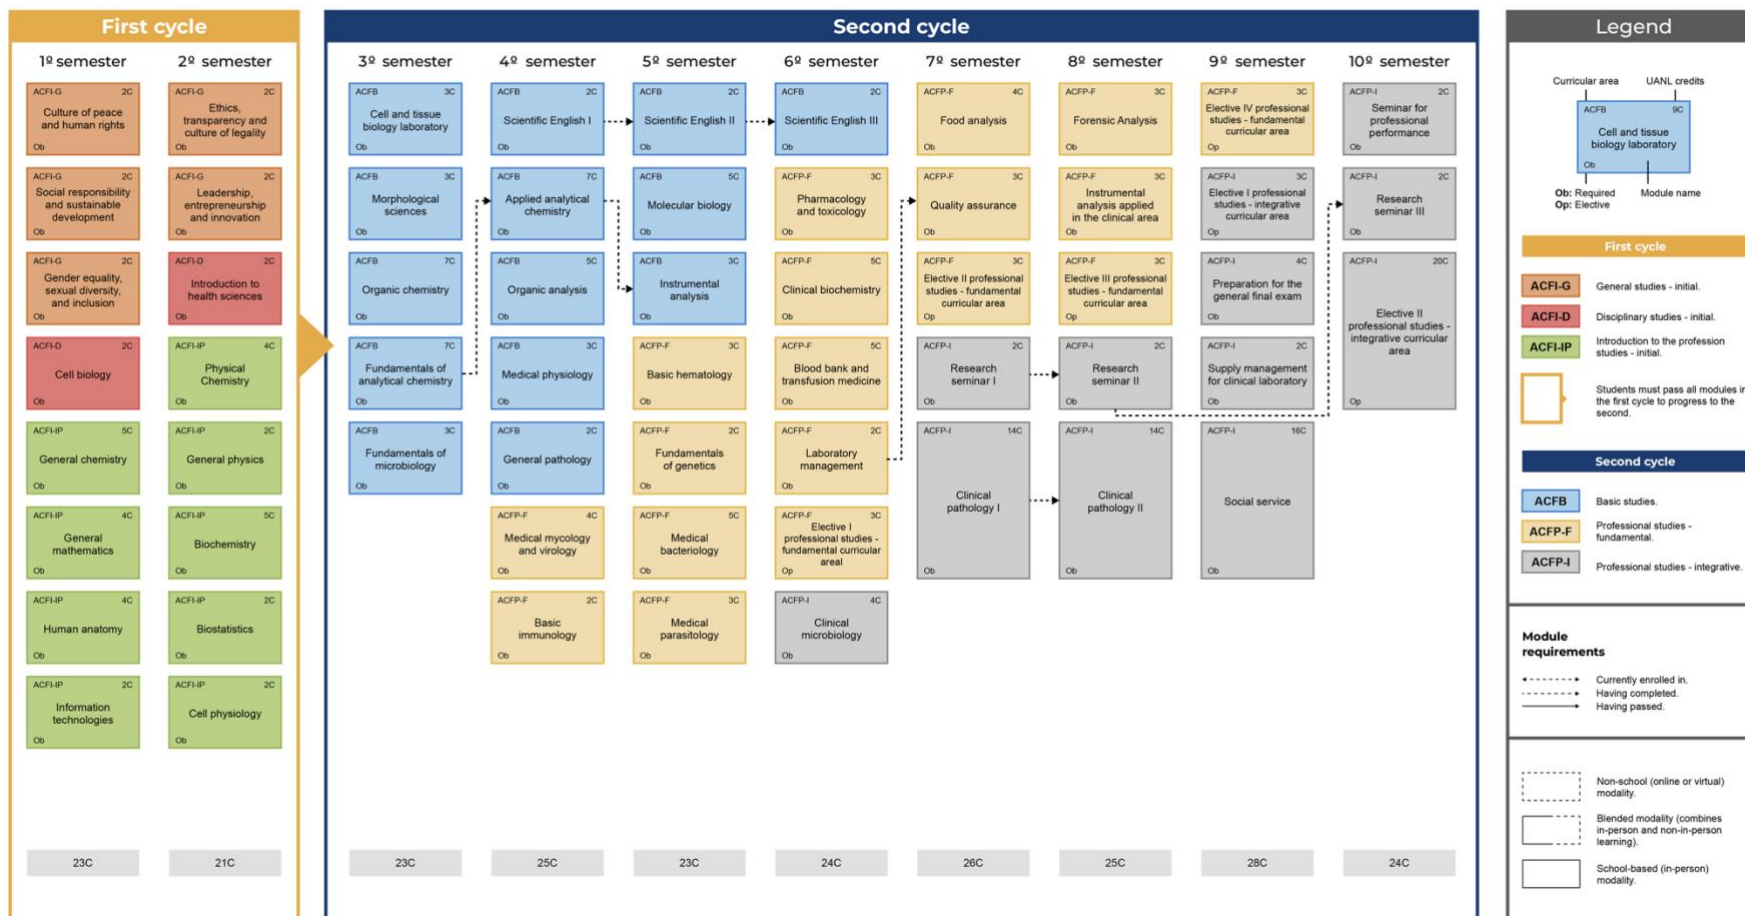 First cycle
Second cycle
Legend
1º semester
2º semester
3º semester
4º semester
5º semester
6º semester
7º semester
8º semester
9º semester
10º semester
ACFI-G 2C
Culture of peace
and human rights
Ob
ACFI-G 2C
Social responsibility
and sustainable
development
Ob
ACFI-G 2C
Gender equality,
sexual diversity,
and inclusion
Ob
ACFI-D 2C
Cell biology
Ob
ACFI-IP 5C
General chemistry
Ob
ACFI-IP 4C
General
mathematics
Ob
ACFI-IP 4C
Human anatomy
Ob
ACFI-IP 2C
Information
technologies
Ob
23C
ACFI-G 2C
Ethics,
transparency and
culture of legality
Ob
ACFI-G 2C
Leadership,
entrepreneurship
and innovation
Ob
ACFI-D 2C
Introduction to
health sciences
Ob
ACFI-IP 4C
Physical
Chemistry
Ob
ACFI-IP 2C
General physics
Ob
ACFI-IP 5C
Biochemistry
Ob
ACFI-IP 2C
Biostatistics
Ob
ACFI-IP 2C
Cell physiology
Ob
21C
ACFB 3C
Cell and tissue
biology laboratory
Ob
ACFB 3C
Morphological
sciences
Ob
ACFB 7C
Organic chemistry
Ob
ACFB 7C
Fundamentals of
analytical chemistry
Ob
ACFB 3C
Fundamentals of
microbiology
Ob
23C
ACFB 2C
Scientific English I
Ob
ACFB 7C
Applied analytical
chemistry
Ob
ACFB 5C
Organic analysis
Ob
ACFB 3C
Medical physiology
Ob
ACFB 2C
General pathology
Ob
ACFP-F 4C
Medical mycology
and virology
Ob
ACFP-F 2C
Basic
immunology
Ob
25C
ACFB 2C
Scientific English II
Ob
ACFB 5C
Molecular biology
Ob
ACFB 3C
Instrumental
analysis
Ob
ACFP-F 3C
Basic hematology
Ob
ACFP-F 2C
Fundamentals
of genetics
Ob
ACFP-F 5C
Medical
bacteriology
Ob
ACFP-F 3C
Medical
parasitology
Ob
23C
ACFB 2C
Scientific English III
Ob
ACFP-F 3C
Pharmacology
and toxicology
Ob
ACFP-F 5C
Clinical biochemistry
Ob
ACFP-F 5C
Blood bank and
transfusion medicine
Ob
ACFP-F 2C
Laboratory
management
Ob
ACFP-F 3C
Elective I
professional studies -
fundamental curricular
areal
Op
ACFP-I 4C
Clinical
microbiology
Ob
24C
ACFP-F 4C
Food analysis
Ob
ACFP-F 3C
Quality assurance
Ob
ACFP-F 3C
Elective II professional
studies - fundamental
curricular area
Op
ACFP-I 2C
Research
seminar I
Ob
ACFP-I 14C
Clinical
pathology I
Ob
26C
ACFP-F 3C
Forensic Analysis
Ob
ACFP-F 3C
Instrumental
analysis applied
in the clinical area
Ob
ACFP-F 3C
Elective III professional
studies - fundamental
curricular area
Op
ACFP-I 2C
Research
seminar II
Ob
ACFP-I 14C
Clinical
pathology II
Ob
25C
ACFP-F 3C
Elective IV professional
studies - fundamental
curricular area
Op
ACFP-I 3C
Elective I professional
studies - integrative
curricular area
Op
ACFP-I 4C
Preparation for the
general final exam
Ob
ACFP-I 2C
Supply management
for clinical laboratory
Ob
ACFP-I 16C
Social service
Ob
28C
ACFP-I 2C
Seminar for
professional
performance
Ob
ACFP-I 2C
Research
seminar III
Ob
ACFP-I 20C
Elective II
professional studies -
integrative curricular
area
Op
24C
Curricular area UANL credits
ACFB 9C
Cell and tissue
biology laboratory
Ob
Ob: Required
Op: Elective
Module name
First cycle
ACFI-G General studies - initial.
ACFI-D Disciplinary studies - initial.
ACFI-IP Introduction to the profession
studies - initial.
Students must pass all modules in
the first cycle to progress to the
second.
Second cycle
ACFB Basic studies.
ACFP-F Professional studies -
fundamental.
ACFP-I Professional studies - integrative.
Module
requirements
Currently enrolled in.
Having completed.
Having passed.
Non-school (online or virtual)
modality.
Blended modality (combines
in-person and non-in-person
learning).
School-based (in-person)
modality.